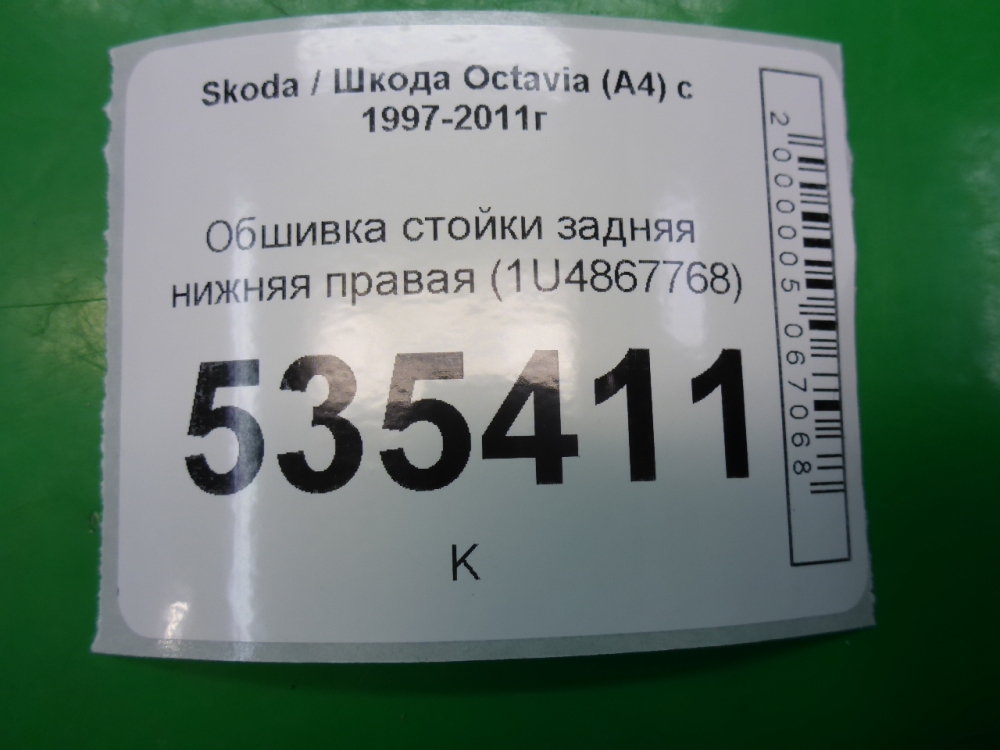 Skoda / Шкода Octavia (A4) с
1997-2011г
Обшивка стойки задняя
нижняя правая (1U4867768)
535411
К
2000005067068